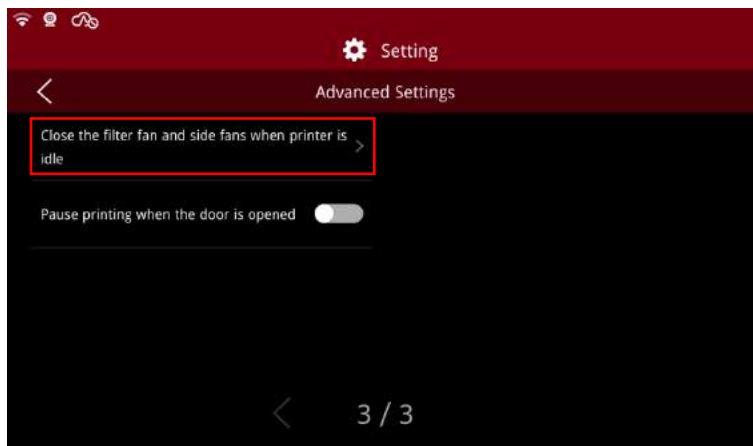 Setting
Advanced Settings
Close the filter fan and side fans when printer is
idle
Pause printing when the door is opened
3 / 3